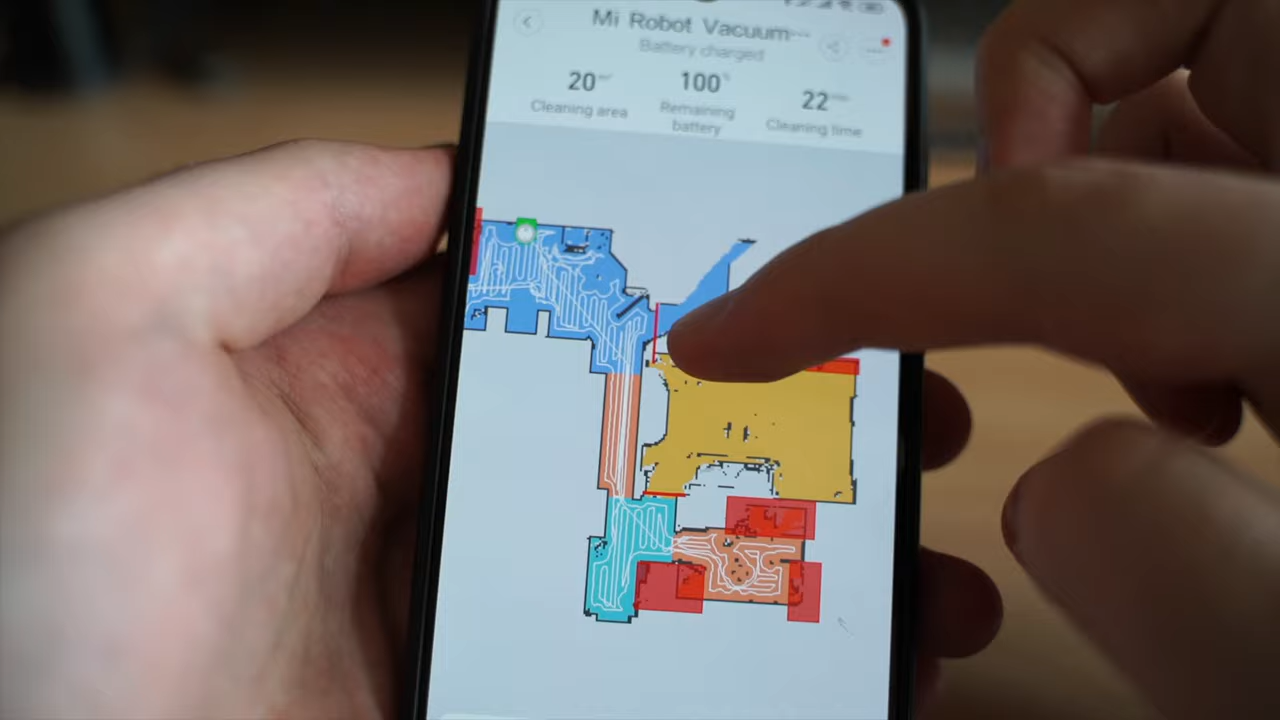 Mi Robot Vacuum···
Battery charged
20 100 % 22
Cleaning area Remaining battery Cleaning time